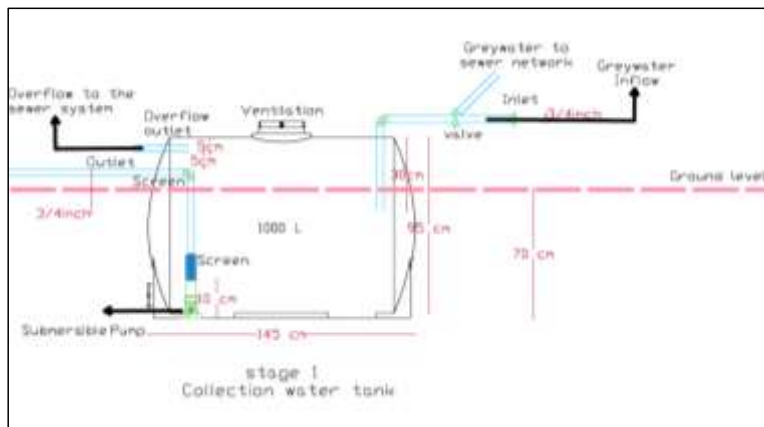 Greywater to
sewer network
Greywater
Inflow
Overflow to the
sewer system
Overflow
outlet
Ventilation
Inlet
3/4inch
valve
5cm
5cm
Outlet
Screen
30cm
Ground level
3/4inch
1000 L
95 cm
70 cm
Screen
10 cm
Submersible Pump
145 cm
stage 1
Collection water tank